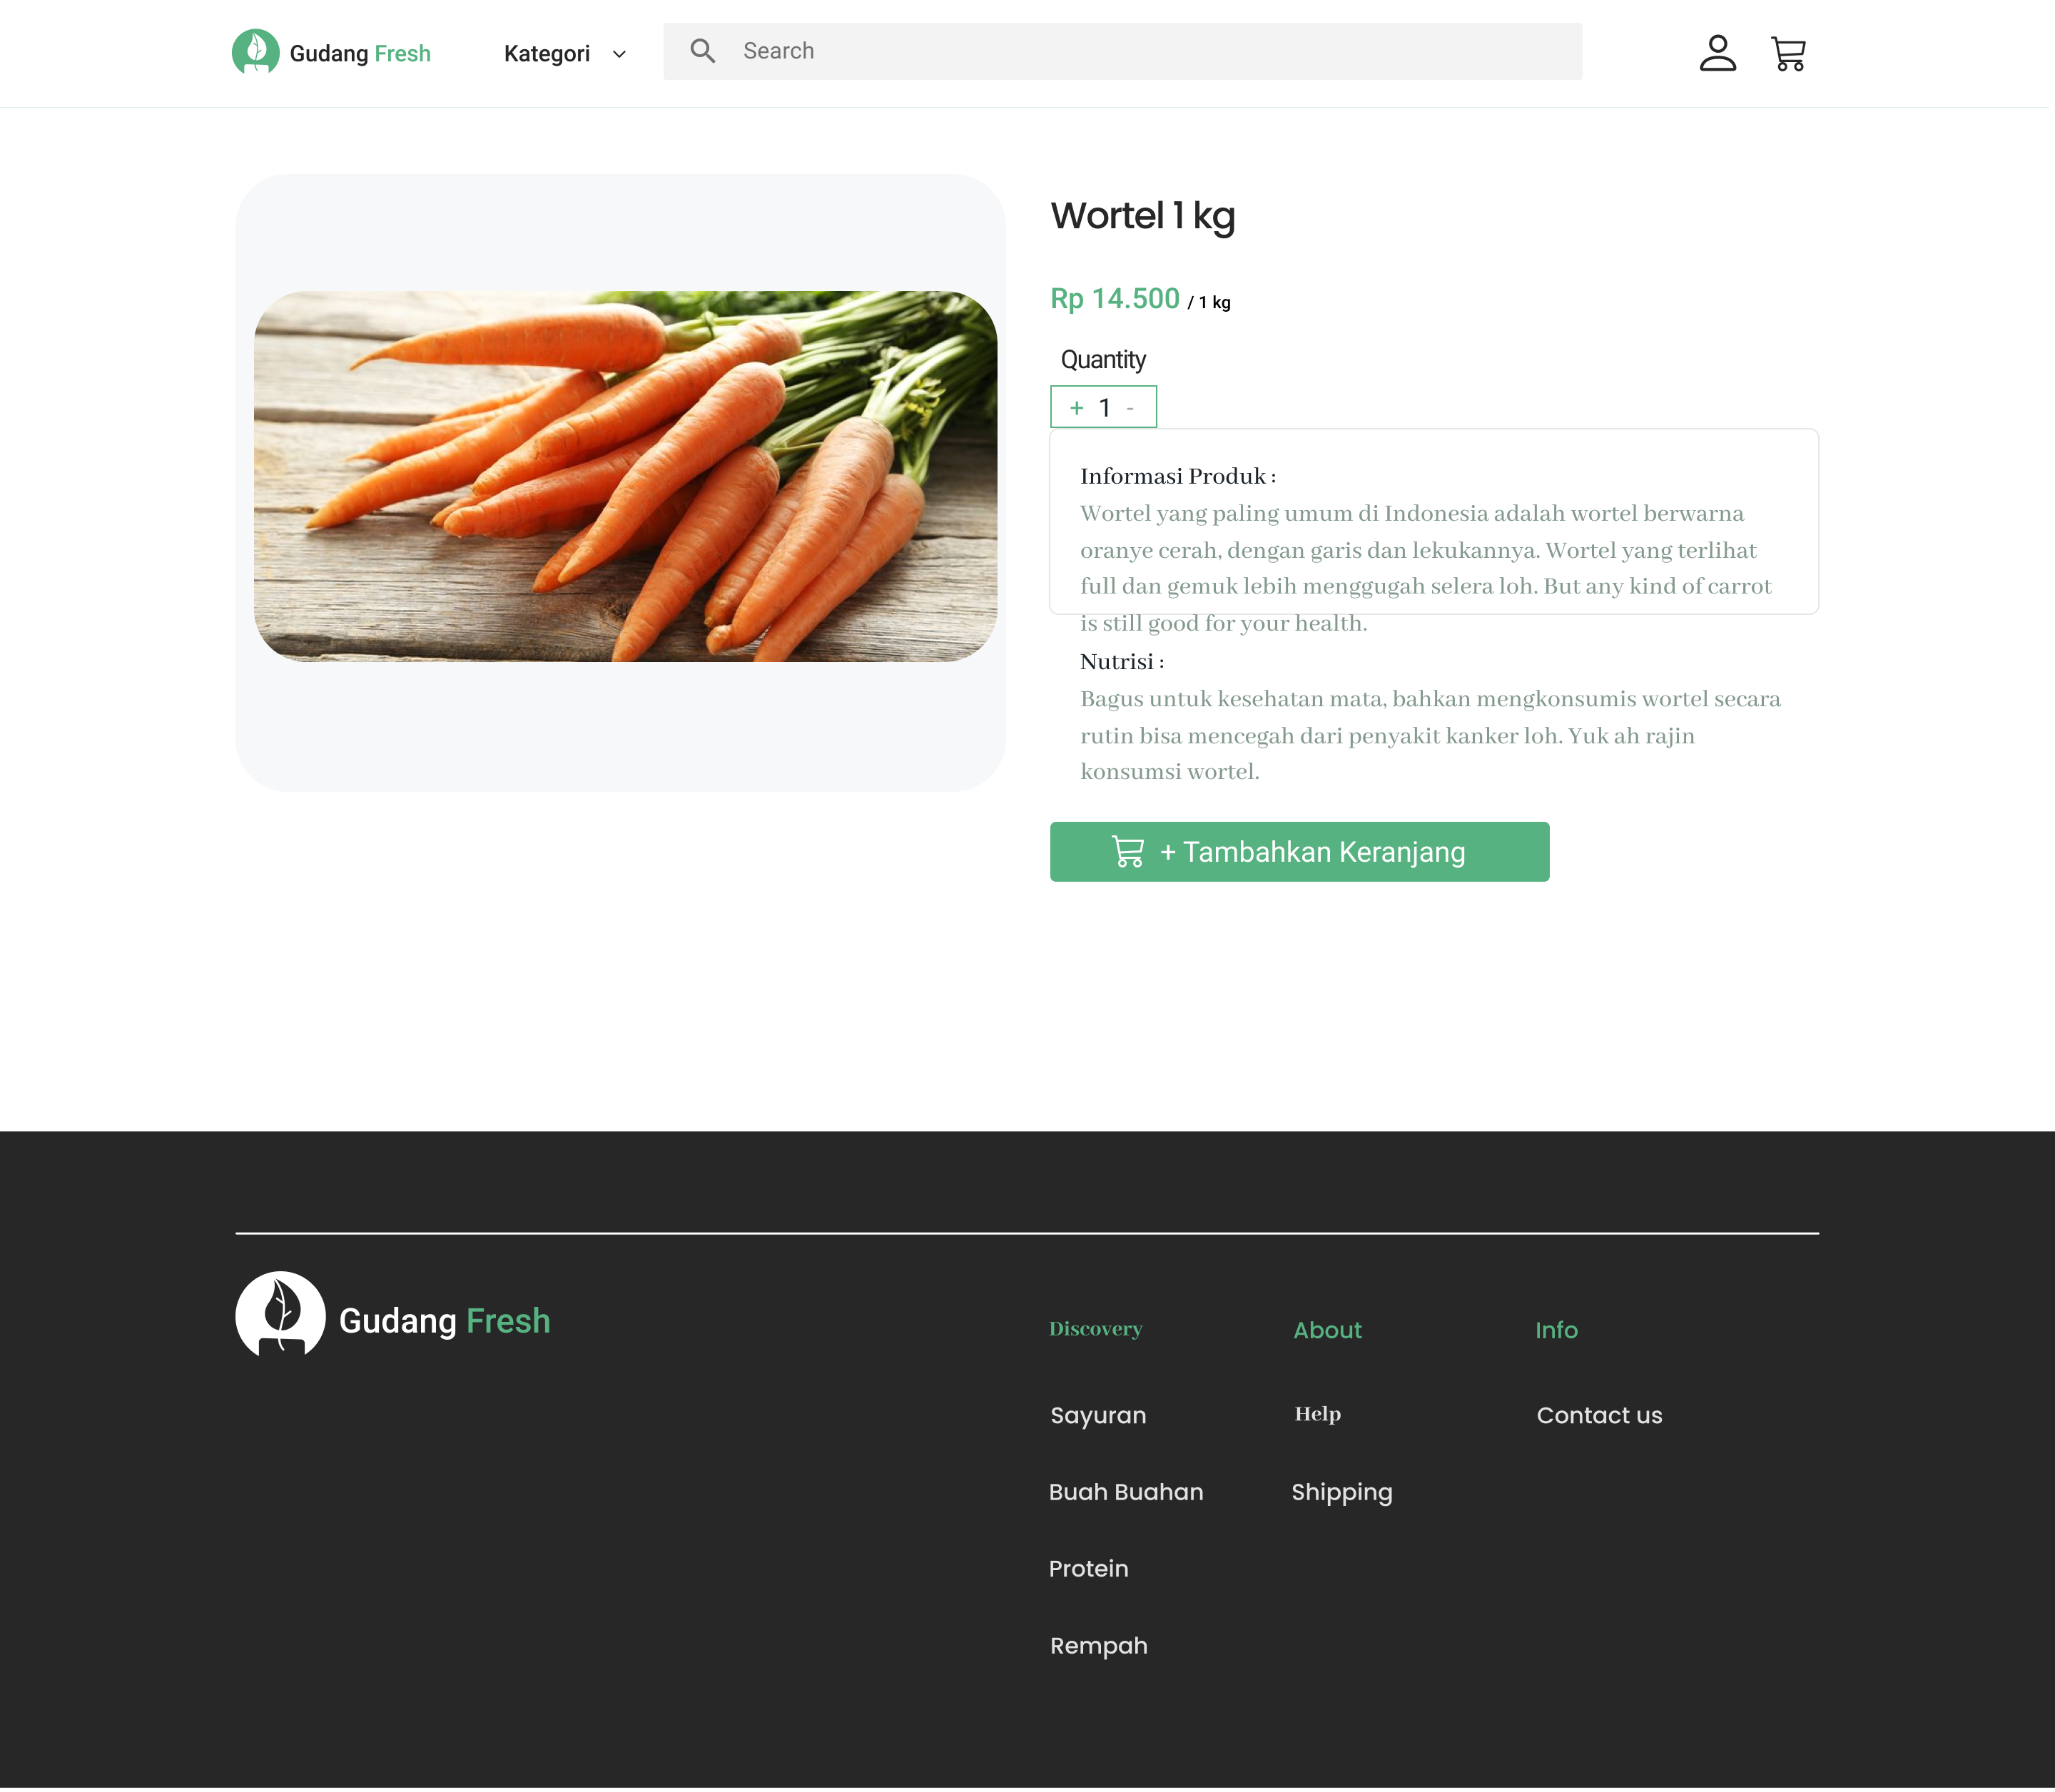 Gudang Fresh
Kategori
Search
Wortel 1 kg
Rp 14.500 / 1 kg
Quantity
+ 1 -
Informasi Produk :
Wortel yang paling umum di Indonesia adalah wortel berwarna
oranye cerah, dengan garis dan lekukannya. Wortel yang terlihat
full dan gemuk lebih menggugah selera loh. But any kind of carrot
is still good for your health.
Nutrisi :
Bagus untuk kesehatan mata, bahkan mengkonsumis wortel secara
rutin bisa mencegah dari penyakit kanker loh. Yuk ah rajin
konsumsi wortel.
+ Tambahkan Keranjang
Gudang Fresh
Discovery
Sayuran
Buah Buahan
Protein
Rempah
About
Help
Shipping
Info
Contact us